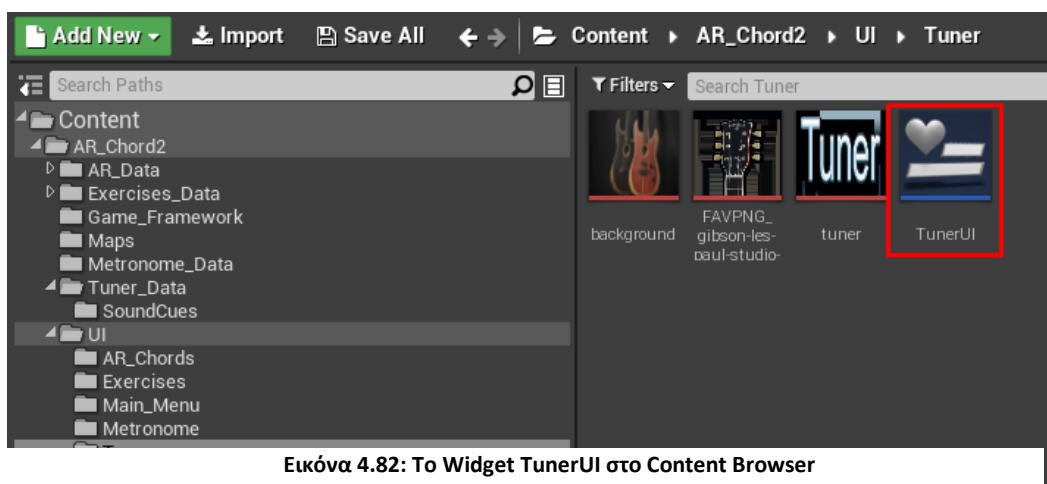 Add New Import Save All Content AR_Chord2 UI Tuner
Search Paths
Filters Search Tuner
Content
AR_Chord2
AR_Data
Exercises_Data
Game_Framework
Maps
Metronome_Data
Tuner_Data
SoundCues
UI
AR_Chords
Exercises
Main_Menu
Metronome
Tuner
background
FAVPNG_
gibson-les-
paul-studio-
tuner
TunerUI
Εικόνα 4.82: Το Widget TunerUI στο Content Browser